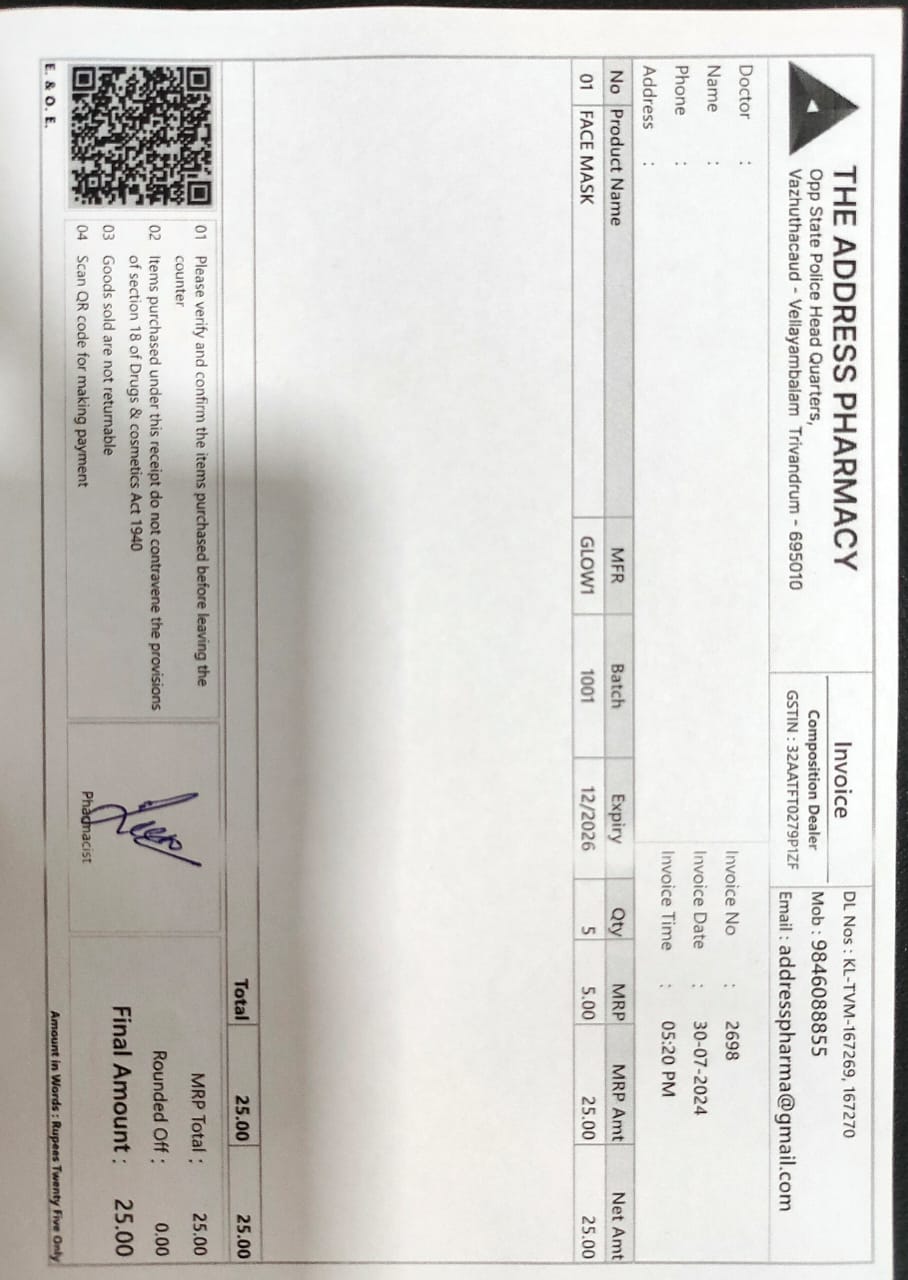 THE ADDRESS PHARMACY
Opp State Police Head Quarters,
Vazhuthacaud - Vellayambalam Trivandrum - 695010
Invoice
Composition Dealer
GSTIN : 32AATFT0279P1ZF
DL Nos : KL-TVM-167269, 167270
Mob : 9846088855
Email : addresspharma@gmail.com
Doctor :
Name :
Phone :
Address :
Invoice No : 2698
Invoice Date : 30-07-2024
Invoice Time : 05:20 PM
No Product Name MFR Batch Expiry Qty MRP MRP Amt Net Amt
01 FACE MASK GLOW1 1001 12/2026 5 5.00 25.00 25.00
Total 25.00 25.00
01 Please verify and confirm the items purchased before leaving the
counter
02 Items purchased under this receipt do not contravene the provisions
of section 18 of Drugs & cosmetics Act 1940
03 Goods sold are not returnable
04 Scan QR code for making payment
Pharmacist
MRP Total : 25.00
Rounded Off : 0.00
Final Amount : 25.00
E. & O. E.
Amount in Words : Rupees Twenty Five Only